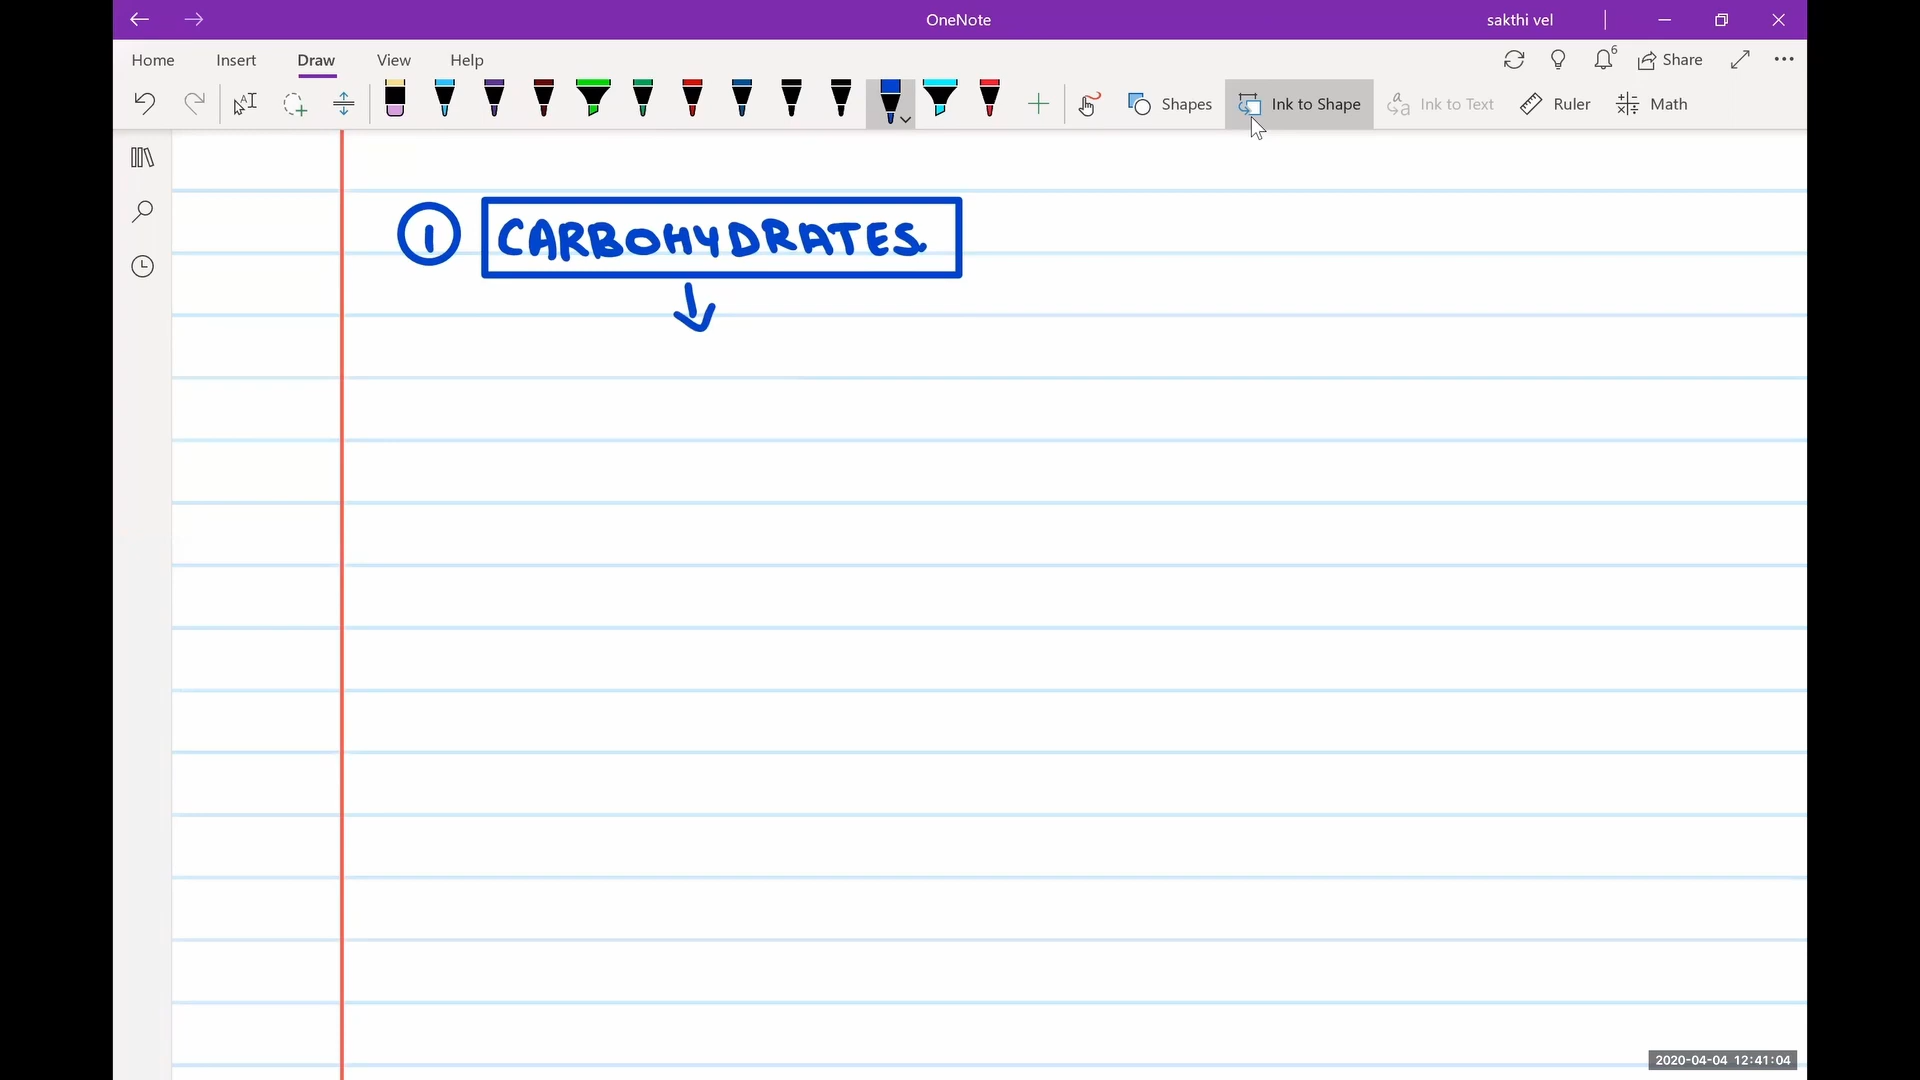 OneNote
sakthi vel
Home Insert Draw View Help
6
Share
Shapes Ink to Shape Ink to Text Ruler Math
1 CARBOHYDRATES.
2020-04-04 12:41:04